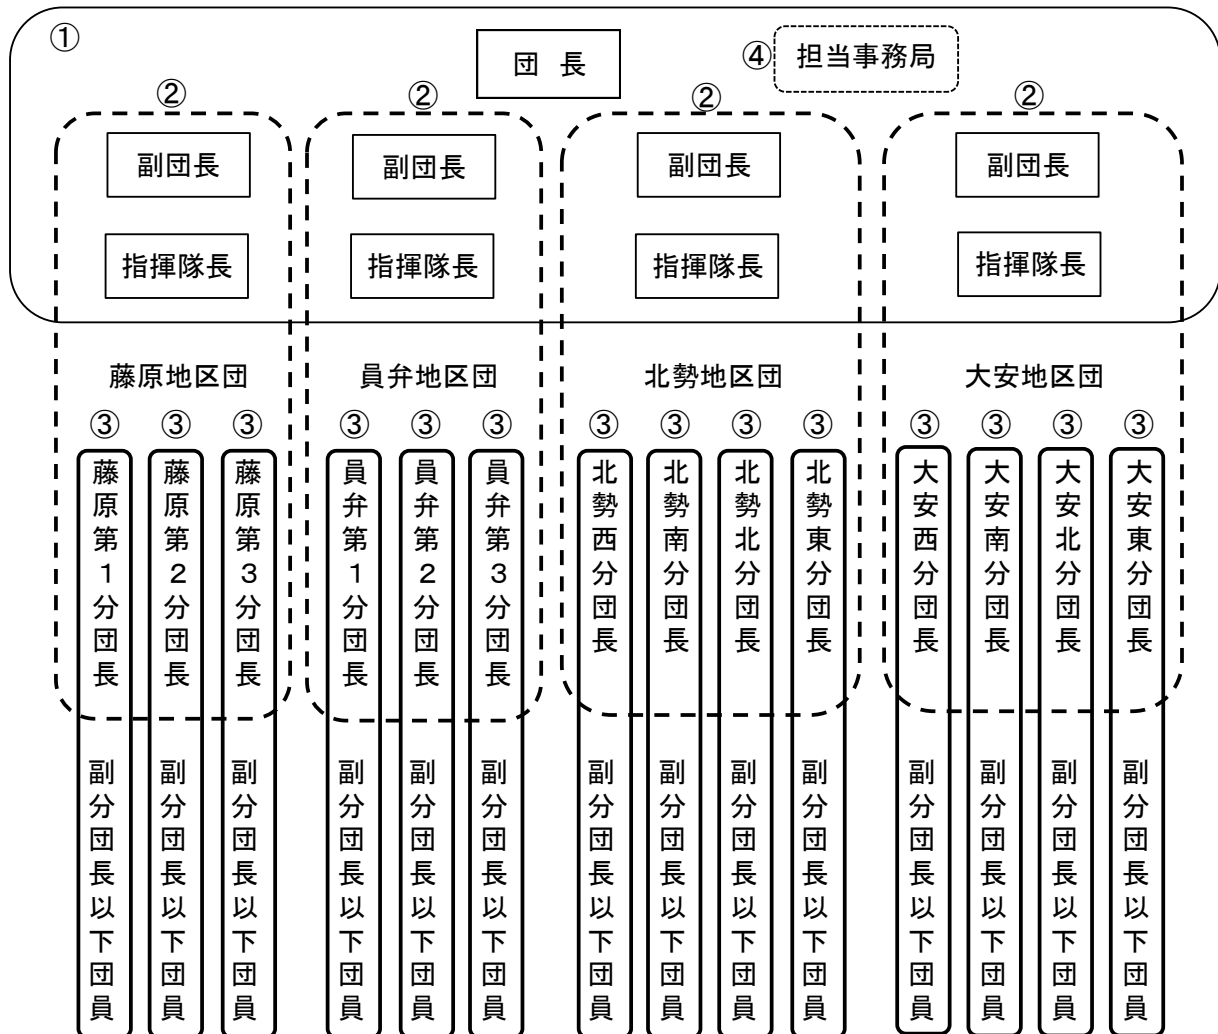 ①
団 長
④
担当事務局
②
②
②
②
副団長
副団長
副団長
副団長
指揮隊長
指揮隊長
指揮隊長
指揮隊長
藤原地区団
員弁地区団
北勢地区団
大安地区団
③
③
③
③
③
③
③
③
③
③
③
③
③
③
藤原第1分団長
藤原第2分団長
藤原第3分団長
員弁第1分団長
員弁第2分団長
員弁第3分団長
北勢西分団長
北勢南分団長
北勢北分団長
北勢東分団長
大安西分団長
大安南分団長
大安北分団長
大安東分団長
副分団長以下団員
副分団長以下団員
副分団長以下団員
副分団長以下団員
副分団長以下団員
副分団長以下団員
副分団長以下団員
副分団長以下団員
副分団長以下団員
副分団長以下団員
副分団長以下団員
副分団長以下団員
副分団長以下団員
副分団長以下団員